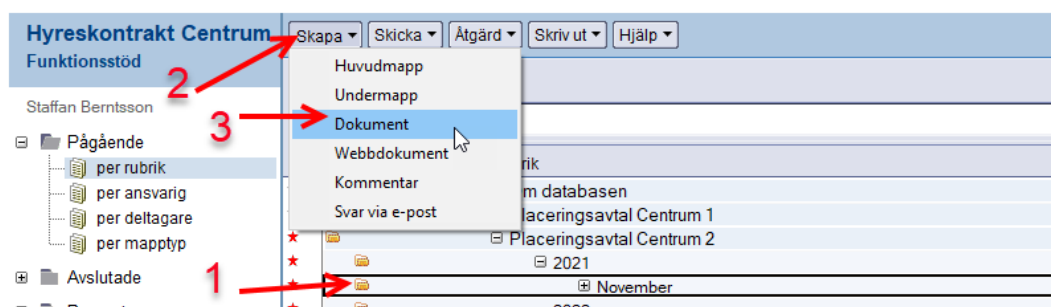 Hyreskontrakt Centrum
Funktionsstöd
Skapa Skicka Åtgärd Skriv ut Hjälp
2
Huvudmapp
Undermapp
Staffan Berntsson
3
Dokument
Pågående
Webbdokument
per rubrik
rik
Kommentar
per ansvarig
m databasen
per deltagare
Svar via e-post
laceringsavtal Centrum 1
per mapptyp
Placeringsavtal Centrum 2
2021
Avslutade
1
November